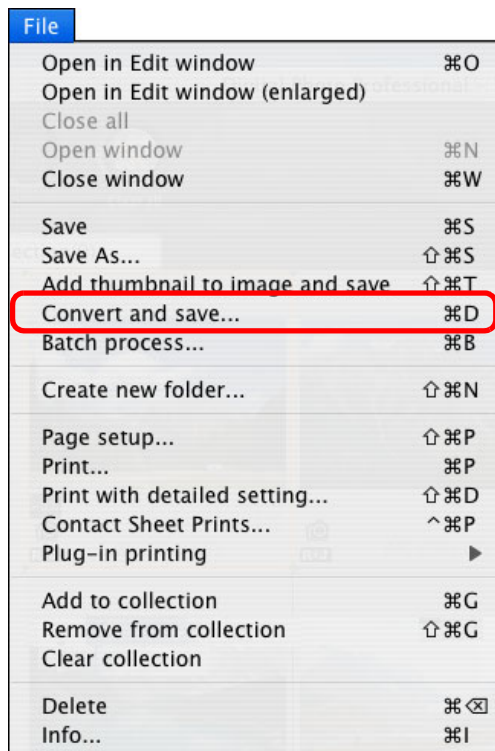 File
Open in Edit window ⌘O
Open in Edit window (enlarged)
Close all
Open window ⌘N
Close window ⌘W
Save ⌘S
Save As... ⇧⌘S
Add thumbnail to image and save ⇧⌘T
Convert and save... ⌘D
Batch process... ⌘B
Create new folder... ⇧⌘N
Page setup... ⇧⌘P
Print... ⌘P
Print with detailed setting... ⇧⌘D
Contact Sheet Prints... ^⌘P
Plug-in printing ▶
Add to collection ⌘G
Remove from collection ⇧⌘G
Clear collection
Delete ⌘⌫
Info... ⌘I